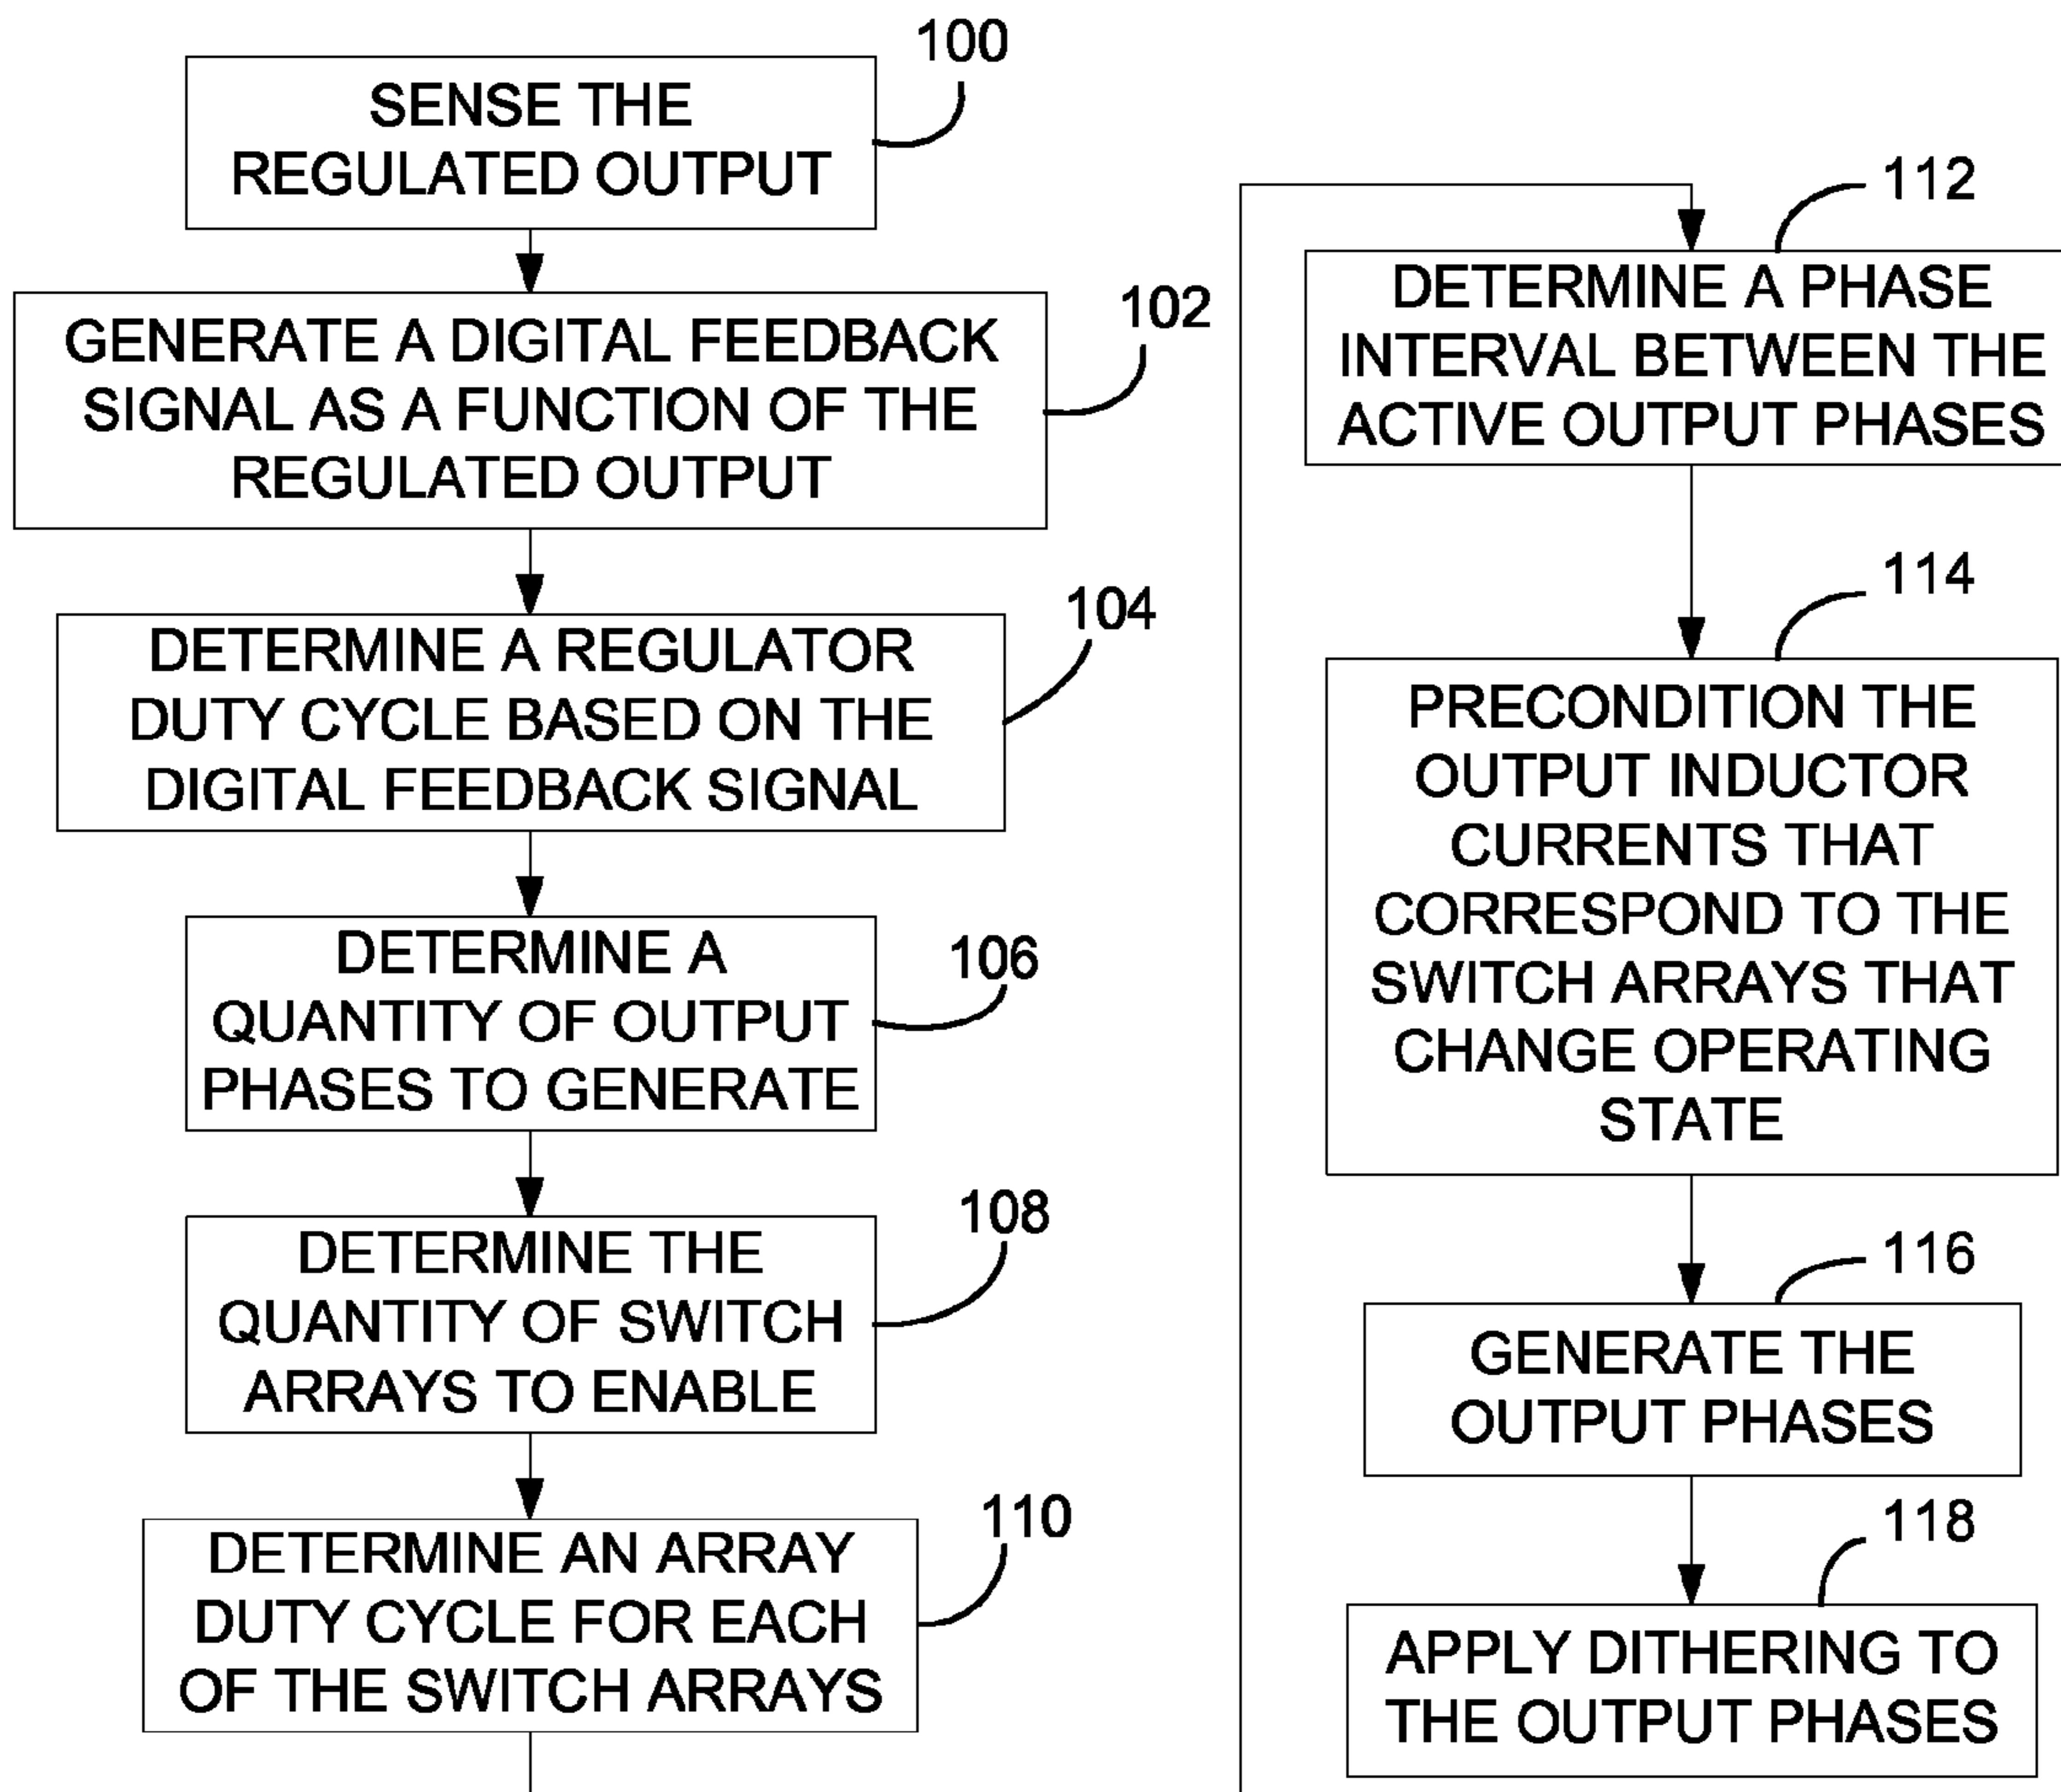 100
SENSE THE
REGULATED OUTPUT
102
GENERATE A DIGITAL FEEDBACK
SIGNAL AS A FUNCTION OF THE
REGULATED OUTPUT
104
DETERMINE A REGULATOR
DUTY CYCLE BASED ON THE
DIGITAL FEEDBACK SIGNAL
106
DETERMINE A
QUANTITY OF OUTPUT
PHASES TO GENERATE
108
DETERMINE THE
QUANTITY OF SWITCH
ARRAYS TO ENABLE
110
DETERMINE AN ARRAY
DUTY CYCLE FOR EACH
OF THE SWITCH ARRAYS
112
DETERMINE A PHASE
INTERVAL BETWEEN THE
ACTIVE OUTPUT PHASES
114
PRECONDITION THE
OUTPUT INDUCTOR
CURRENTS THAT
CORRESPOND TO THE
SWITCH ARRAYS THAT
CHANGE OPERATING
STATE
116
GENERATE THE
OUTPUT PHASES
118
APPLY DITHERING TO
THE OUTPUT PHASES